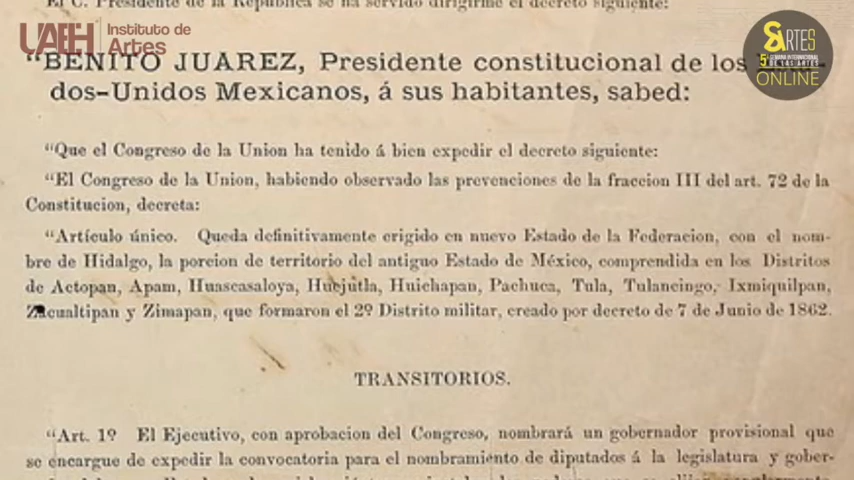 El C. Presidente de la República se ha servido dirigirme el decreto siguiente:
UAEH Instituto de Artes
SARTES
5ª SEMANA INTERNACIONAL DE LAS ARTES
ONLINE
"BENITO JUAREZ, Presidente constitucional de los
dos-Unidos Mexicanos, á sus habitantes, sabed:
"Que el Congreso de la Union ha tenido á bien expedir el decreto siguiente:
"El Congreso de la Union, habiendo observado las prevenciones de la fraccion III del art. 72 de la
Constitucion, decreta:
"Artículo único. Queda definitivamente erigido en nuevo Estado de la Federacion, con el nom-
bre de Hidalgo, la porcion de territorio del antiguo Estado de México, comprendida en los Distritos
de Actopan, Apam, Huascasaloya, Huejutla, Huichapan, Pachuca, Tula, Tulancingo, Ixmiquilpan,
Zacualtipan y Zimapan, que formaron el 2º Distrito militar, creado por decreto de 7 de Junio de 1862.
TRANSITORIOS.
"Art. 1º El Ejecutivo, con aprobacion del Congreso, nombrará un gobernador provisional que
se encargue de expedir la convocatoria para el nombramiento de diputados á la legislatura y gober-